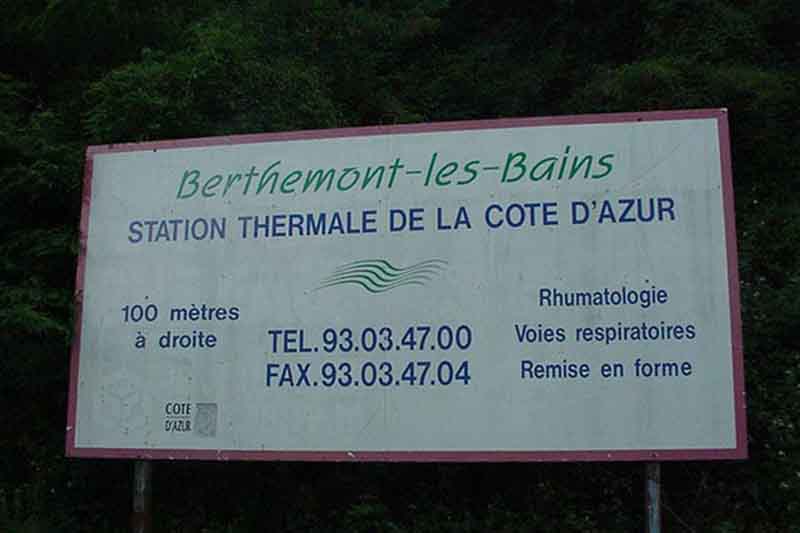 Berthemont-les-Bains
STATION THERMALE DE LA COTE D'AZUR
100 mètres
à droite
TEL.93.03.47.00
FAX.93.03.47.04
Rhumatologie
Voies respiratoires
Remise en forme
COTE
D'AZUR